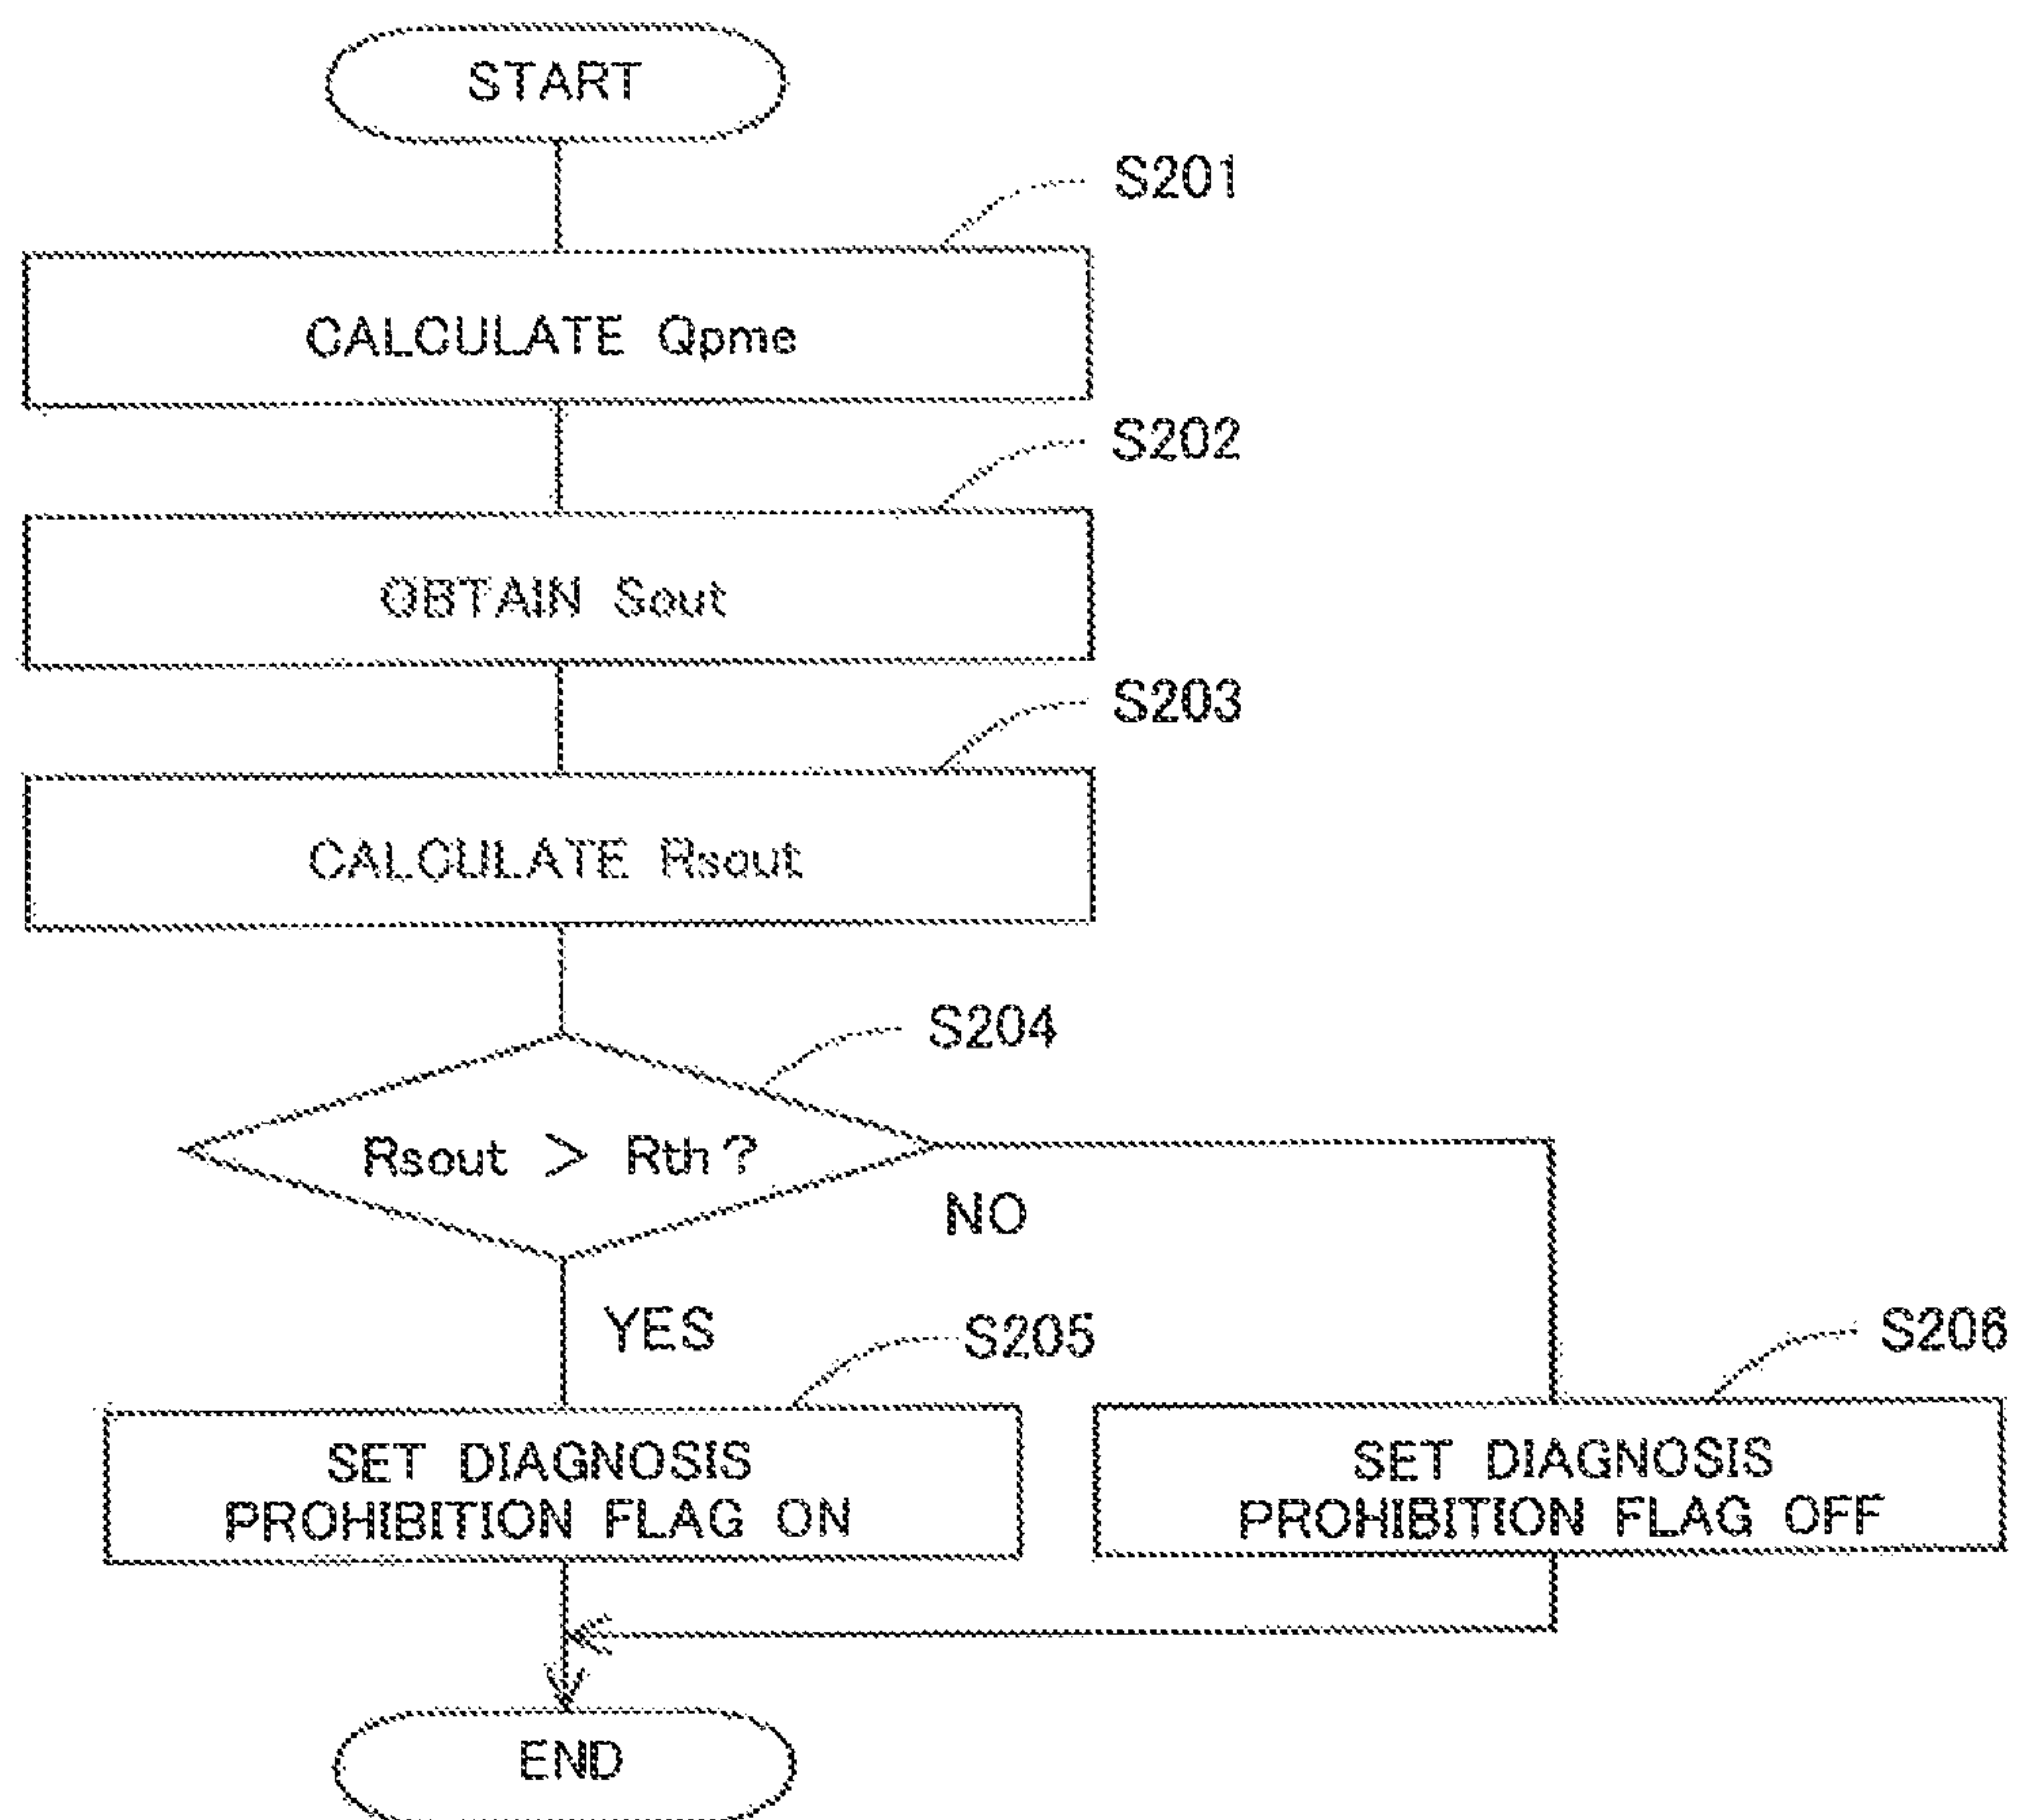 START
S201
CALCULATE Qpme
S202
OBTAIN Sout
S203
CALCULATE Rsout
S204
Rsout > Rth?
NO
YES
S205
S206
SET DIAGNOSIS
PROHIBITION FLAG ON
SET DIAGNOSIS
PROHIBITION FLAG OFF
END